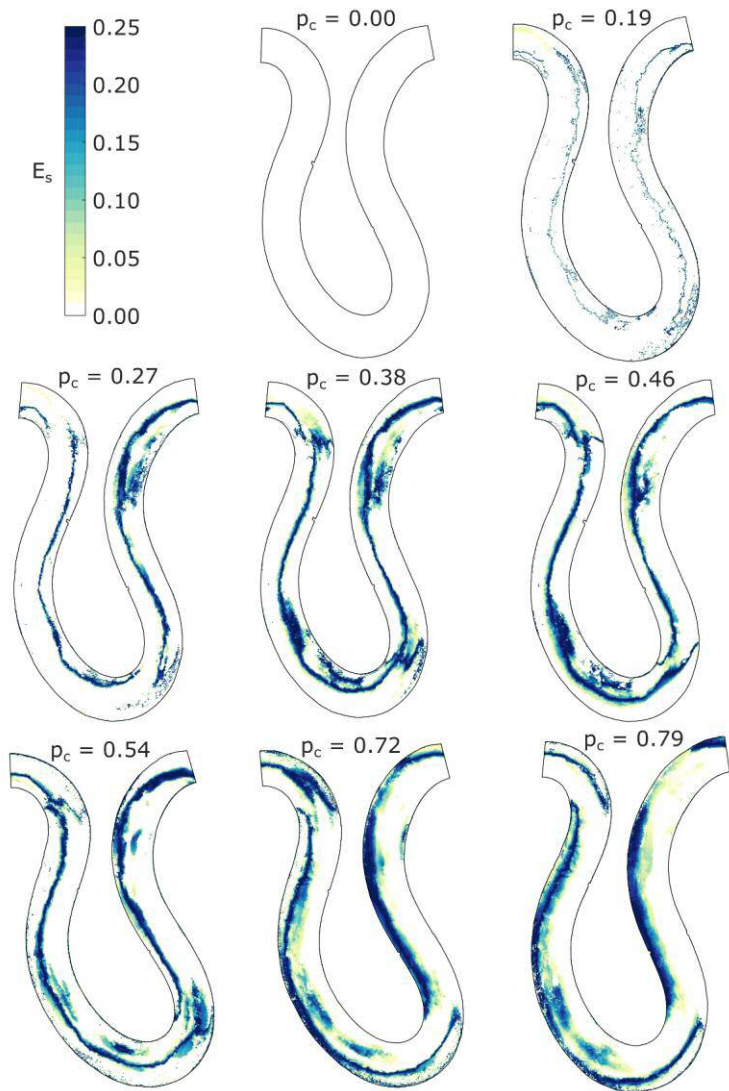 p_c = 0.00
p_c = 0.19
0.25
0.20
0.15
E_s
0.10
0.05
0.00
p_c = 0.27
p_c = 0.38
p_c = 0.46
p_c = 0.54
p_c = 0.72
p_c = 0.79